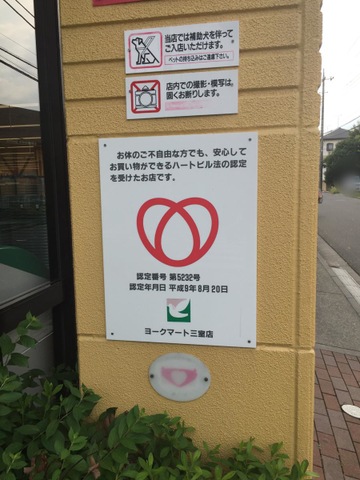 当店では補助犬を伴って
ご入店いただけます。
ペットの持ち込みはご遠慮下さい。
店内での撮影・模写は、
固くお断りします。
お体のご不自由な方でも、安心して
お買い物ができるハートビル法の認定
を受けたお店です。
認定番号 第5232号
認定年月日 平成9年8月20日
ヨークマート三室店